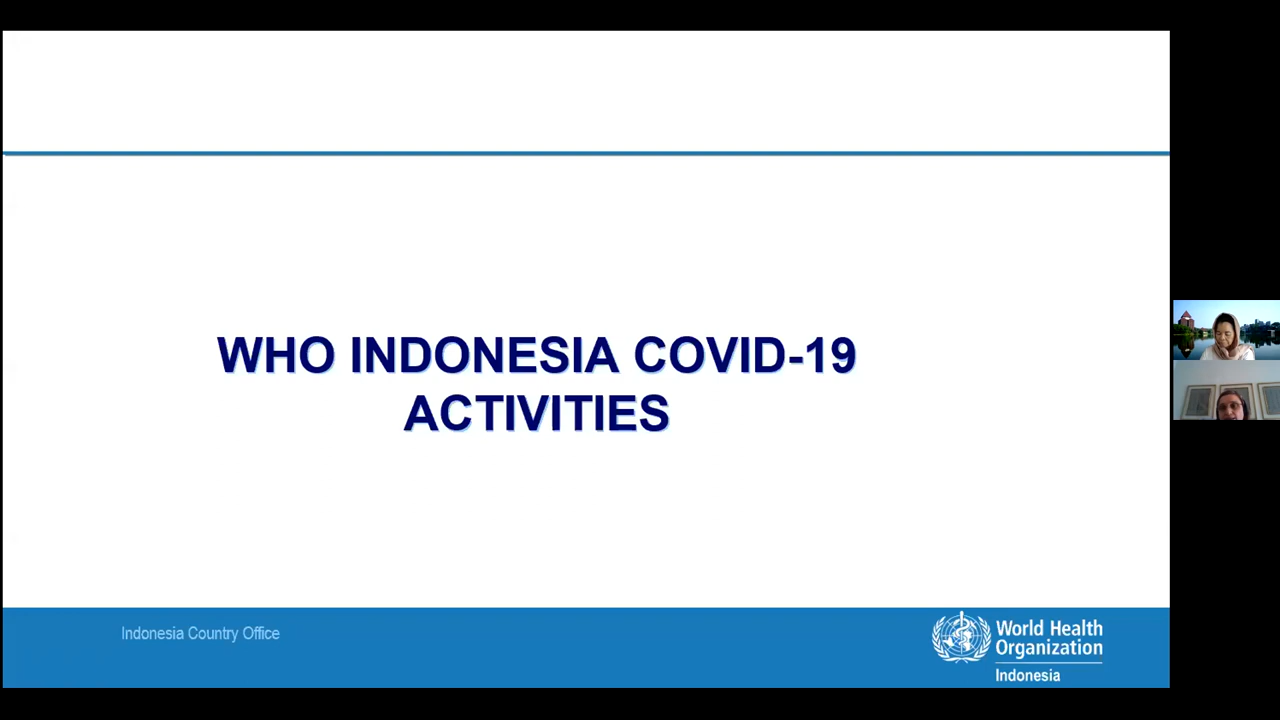 WHO INDONESIA COVID-19
ACTIVITIES
Indonesia Country Office
World Health
Organization
Indonesia